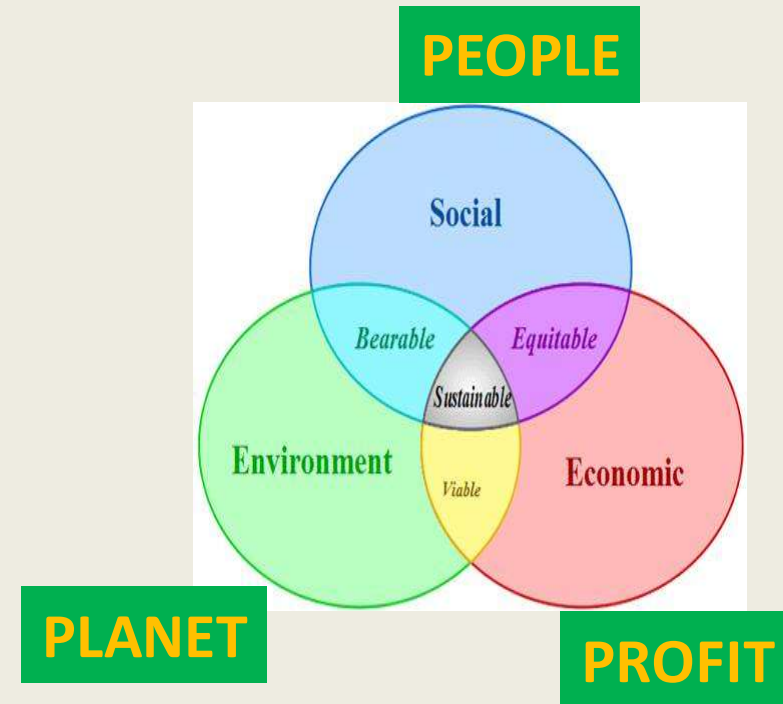 PEOPLE
Social
Bearable
Equitable
Sustainable
Environment
Economic
Viable
PLANET
PROFIT